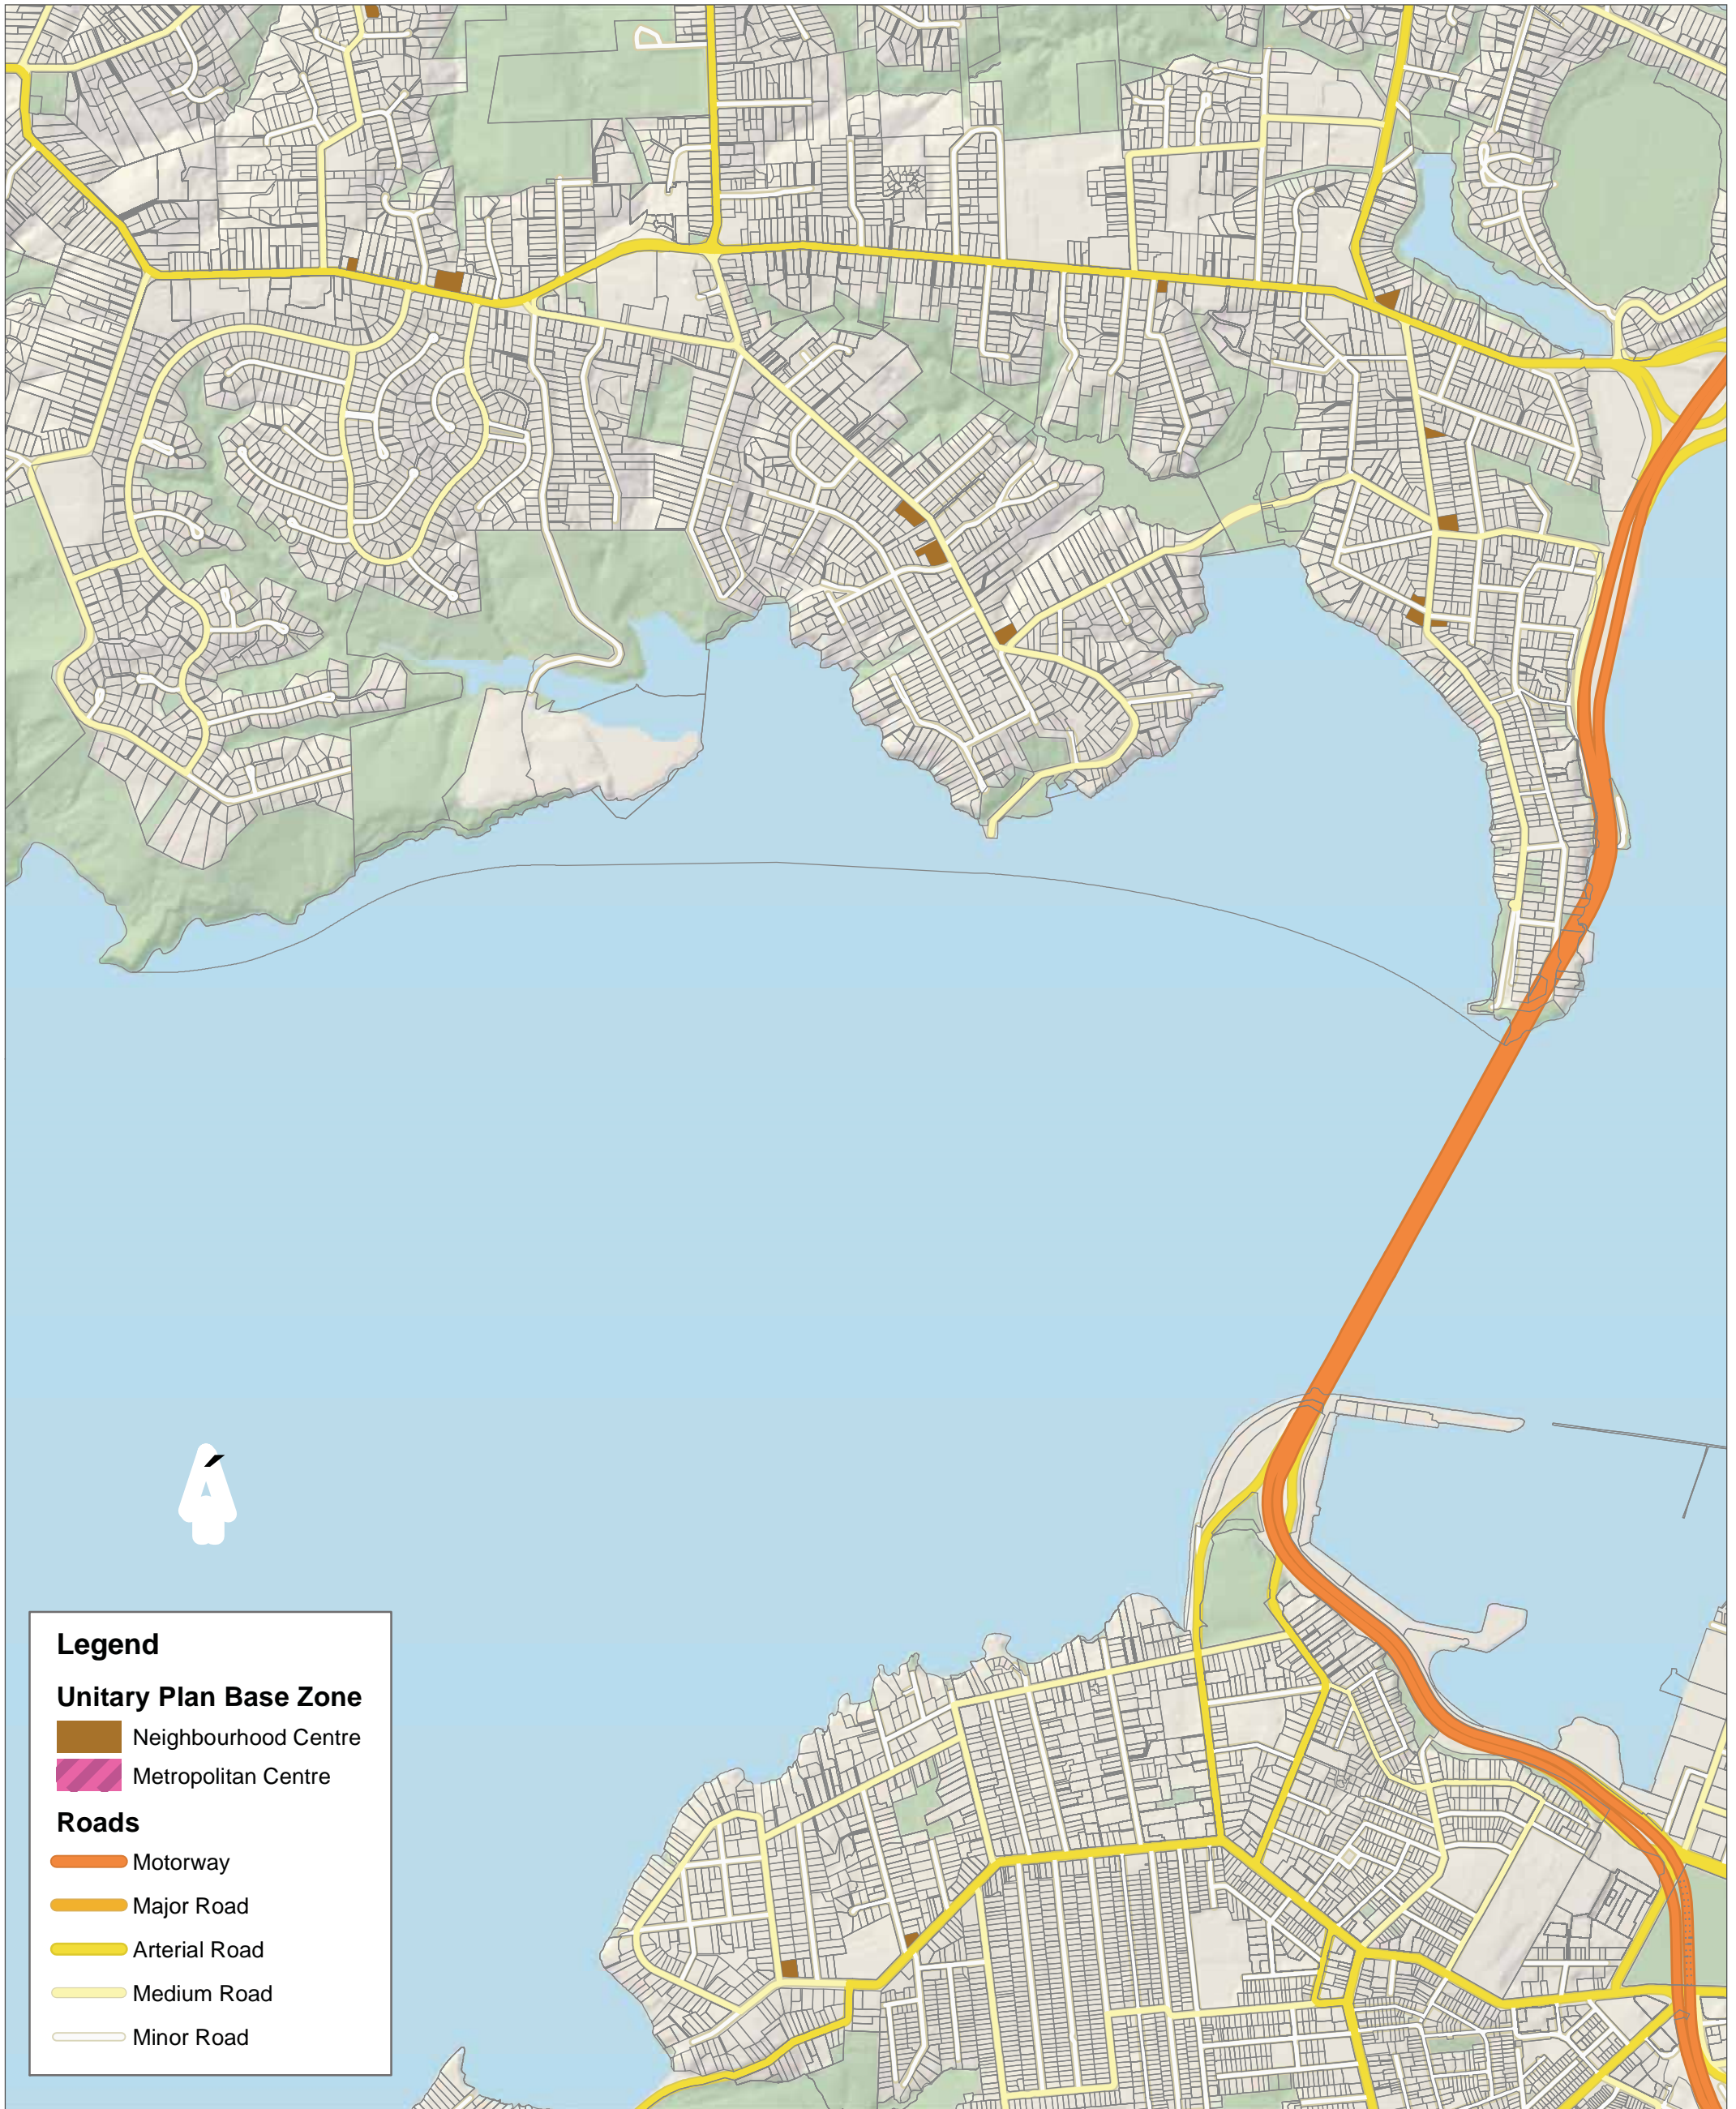 Legend
Unitary Plan Base Zone
Neighbourhood Centre
Metropolitan Centre
Roads
Motorway
Major Road
Arterial Road
Medium Road
Minor Road